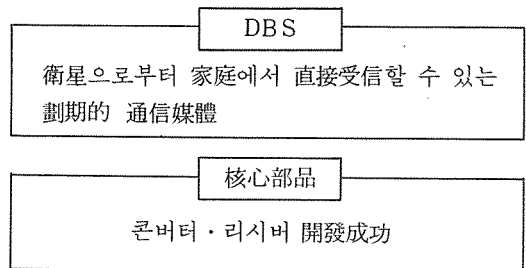 DBS
衛星으로부터 家庭에서 直接受信할 수 있는
劃期的 通信媒體
核心部品
콘버터 · 리시버 開發成功